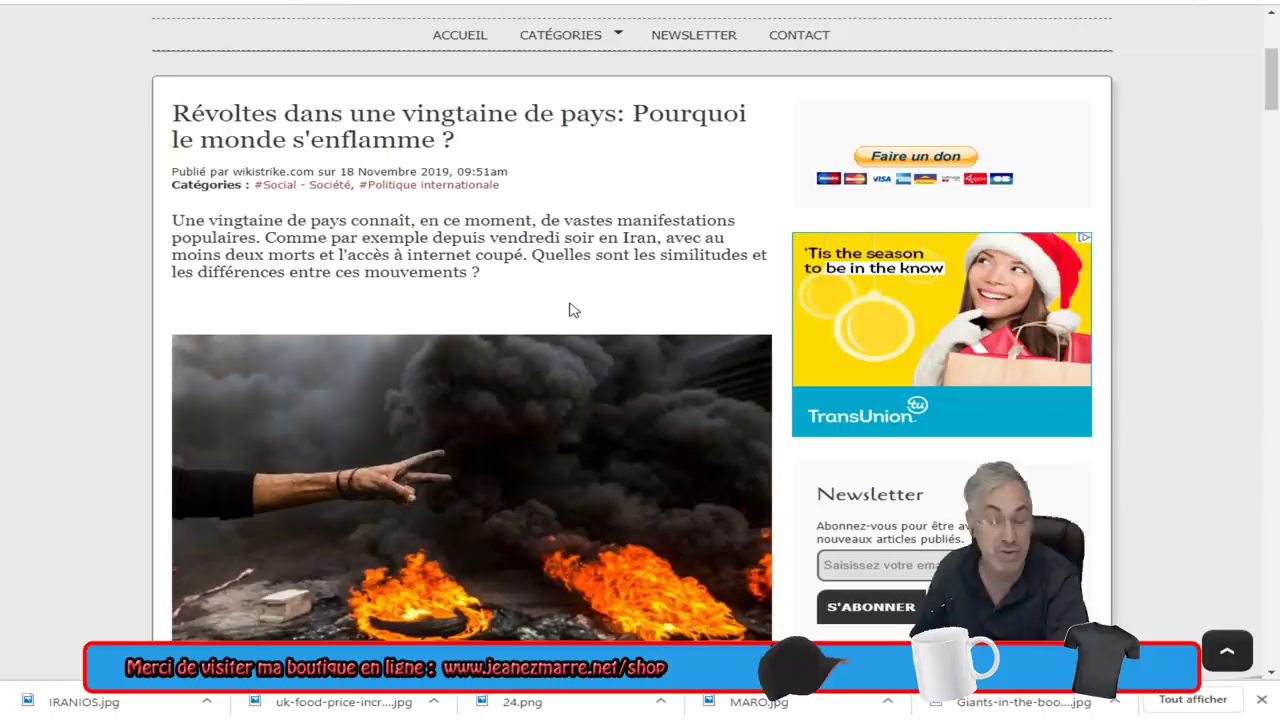 ACCUEIL CATÉGORIES NEWSLETTER CONTACT
Révoltes dans une vingtaine de pays: Pourquoi
le monde s'enflamme ?
Publié par wikistrike.com sur 18 Novembre 2019, 09:51am
Catégories : #Social - Société, #Politique internationale
Une vingtaine de pays connaît, en ce moment, de vastes manifestations
populaires. Comme par exemple depuis vendredi soir en Iran, avec au
moins deux morts et l'accès à internet coupé. Quelles sont les similitudes et
les différences entre ces mouvements ?
Faire un don
VISA
'Tis the season
to be in the know
TransUnion
tu
Newsletter
Abonnez-vous pour être
nouveaux articles publiés.
Saisissez votre
S'ABONNER
Merci de visiter ma boutique en ligne : www.jeanezmarre.net/shop
IRANIOS.jpg
uk-food-price-incr....jpg
24.png
MARO.jpg
Giants-in-the-boo....jpg
Tout afficher